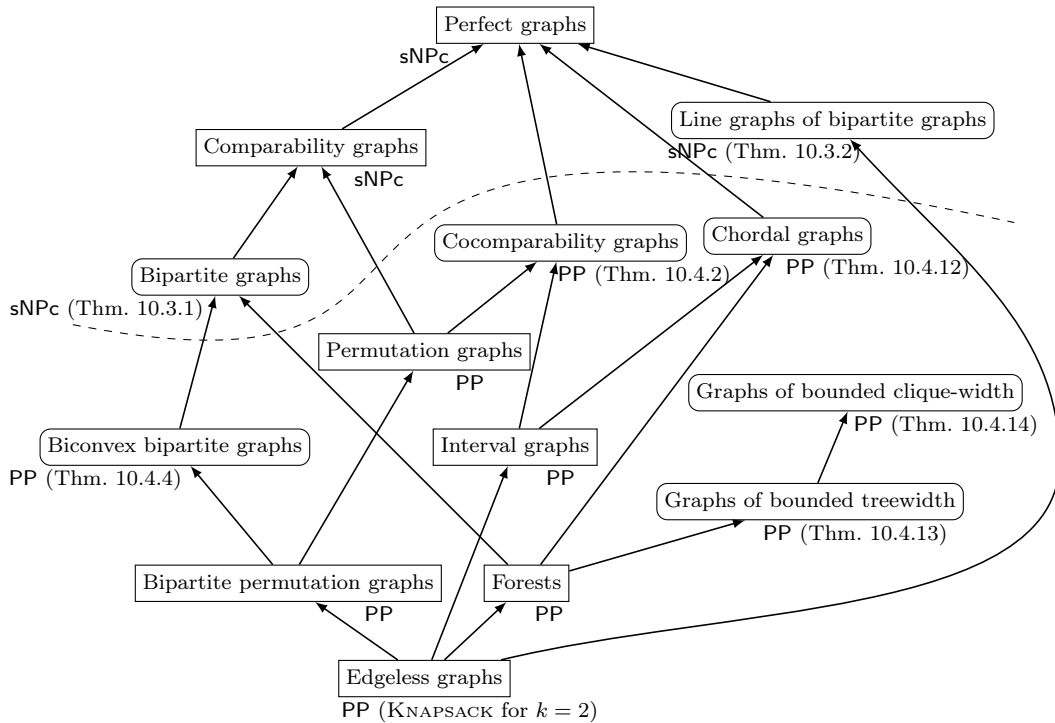 Perfect graphs
sNPc
Line graphs of bipartite graphs
sNPc (Thm. 10.3.2)
Comparability graphs
sNPc
Cocomparability graphs
PP (Thm. 10.4.2)
Chordal graphs
PP (Thm. 10.4.12)
Bipartite graphs
sNPc (Thm. 10.3.1)
Permutation graphs
PP
Graphs of bounded clique-width
PP (Thm. 10.4.14)
Biconvex bipartite graphs
PP (Thm. 10.4.4)
Interval graphs
PP
Graphs of bounded treewidth
PP (Thm. 10.4.13)
Bipartite permutation graphs
PP
Forests
PP
Edgeless graphs
PP (KNAPSACK for k = 2)